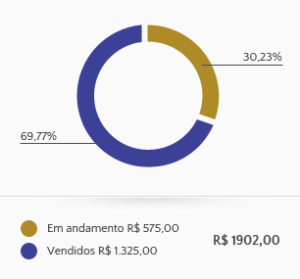 30,23%
69,77%
Em andamento R$ 575,00
Vendidos R$ 1.325,00
R$ 1902,00